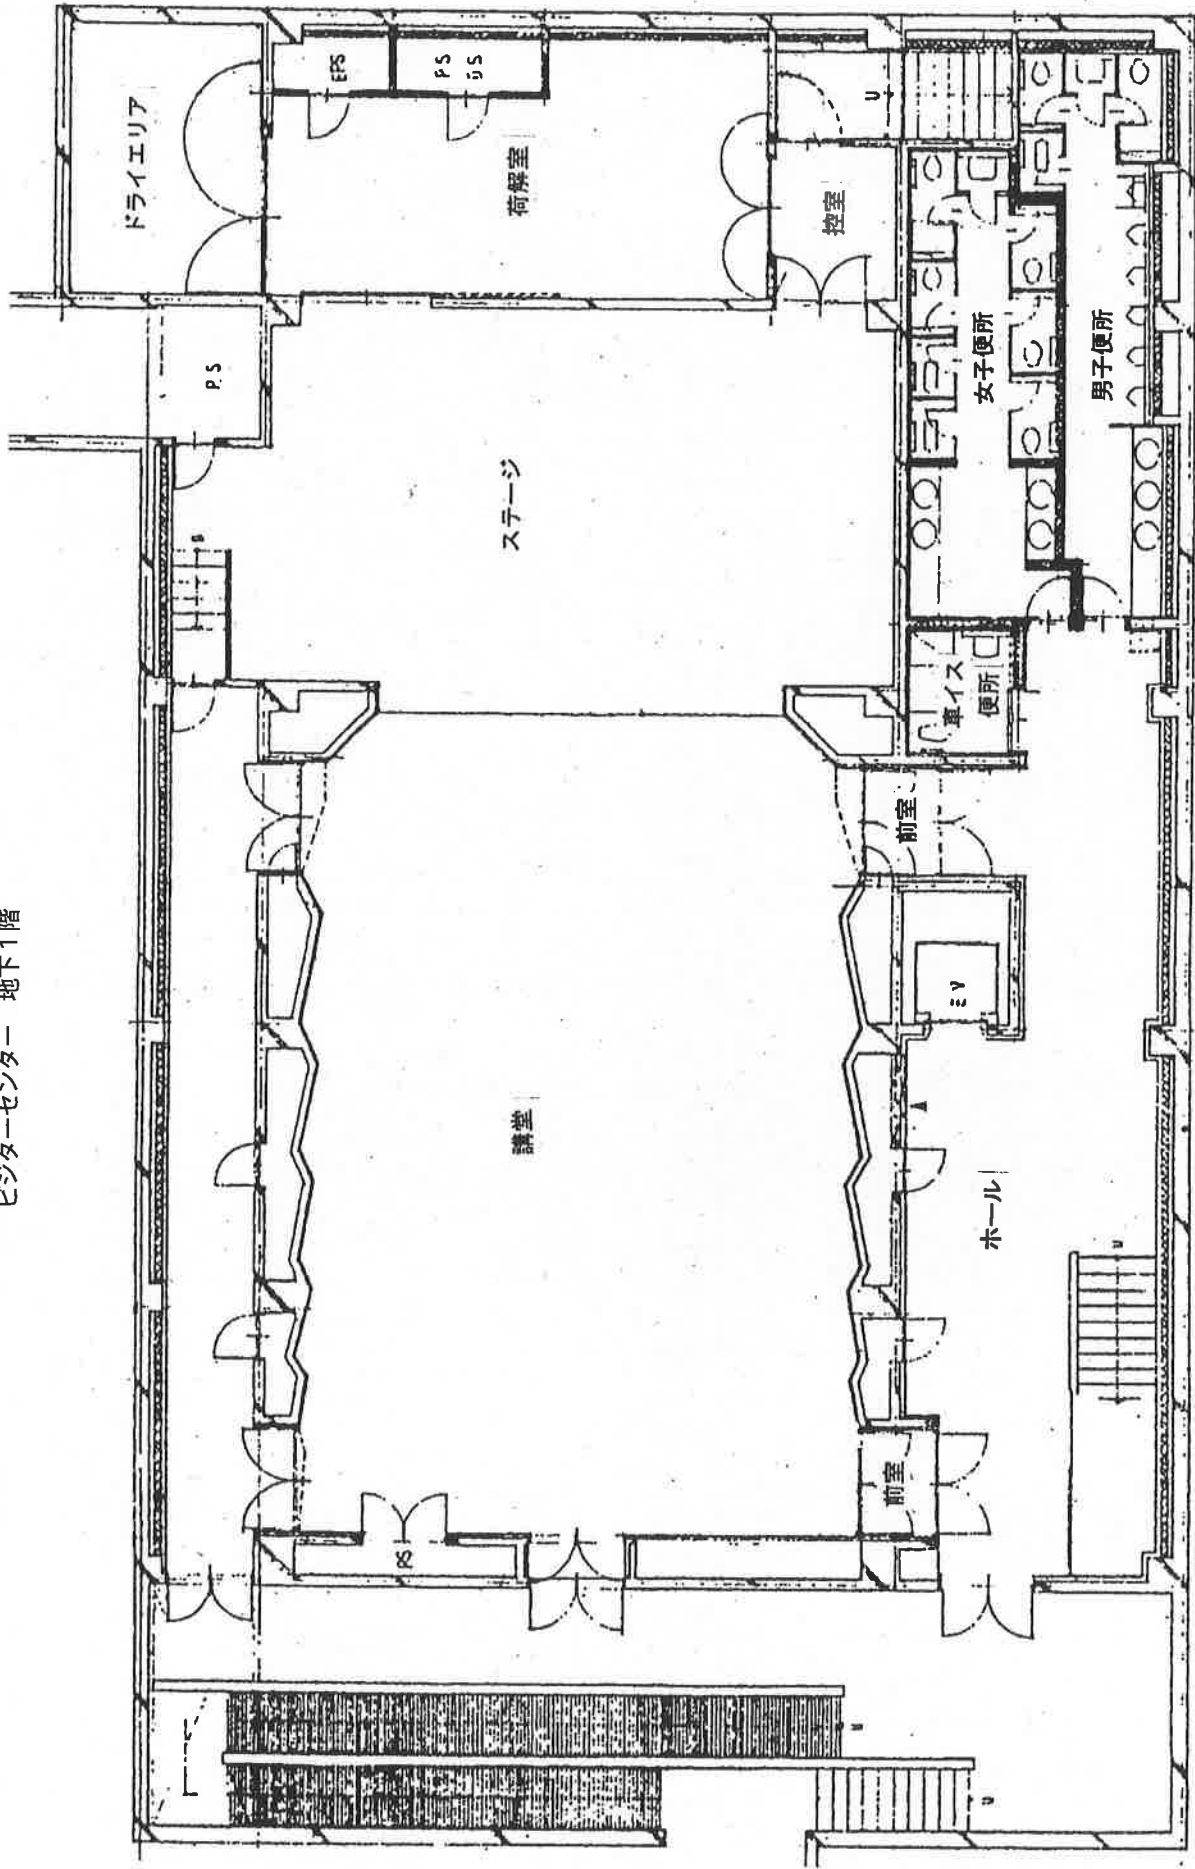 ビジターセンター 地下1階
ドライエリア
EPS
PS
DS
荷解室
U
控室
P.S
ステージ
女子便所
男子便所
車イス
便所
前室
EV
講堂
ホール
U
前室
PS
U
U